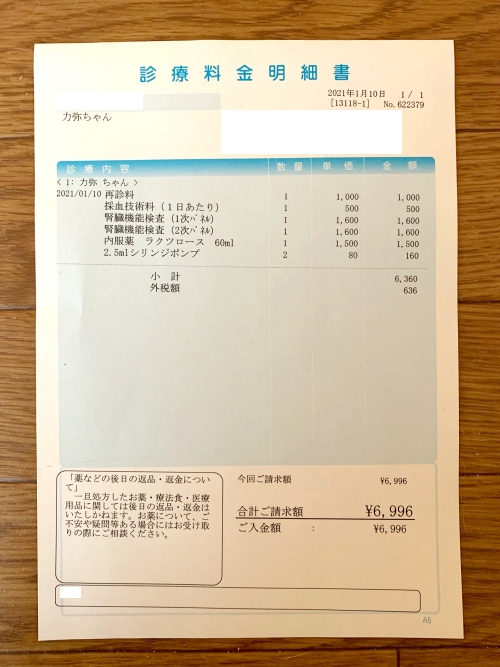 診療料金明細書
2021年1月10日 1 / 1
[13118-1] No.622379
力弥ちゃん
診療内容 数量 単価 金額
< 1: 力弥 ちゃん >
2021/01/10 再診料 1 1,000 1,000
採血技術料（１日あたり） 1 500 500
腎臓機能検査（1次ﾊﾟﾈﾙ） 1 1,600 1,600
腎臓機能検査（2次ﾊﾟﾈﾙ） 1 1,600 1,600
内服薬 ラクツロース 60ml 1 1,500 1,500
2.5mlシリンジポンプ 2 80 160
小 計 6,360
外税額 636
「薬などの後日の返品・返金につい
て」
一旦処方したお薬・療法食・医療
用品に関しては後日の返品・返金は
いたしかねます。お薬について、ご
不安や疑問等ある場合にはお受け取
りの際にご相談ください。
今回ご請求額 ¥6,996
合計ご請求額 ¥6,996
ご入金額 : ¥6,996
A5